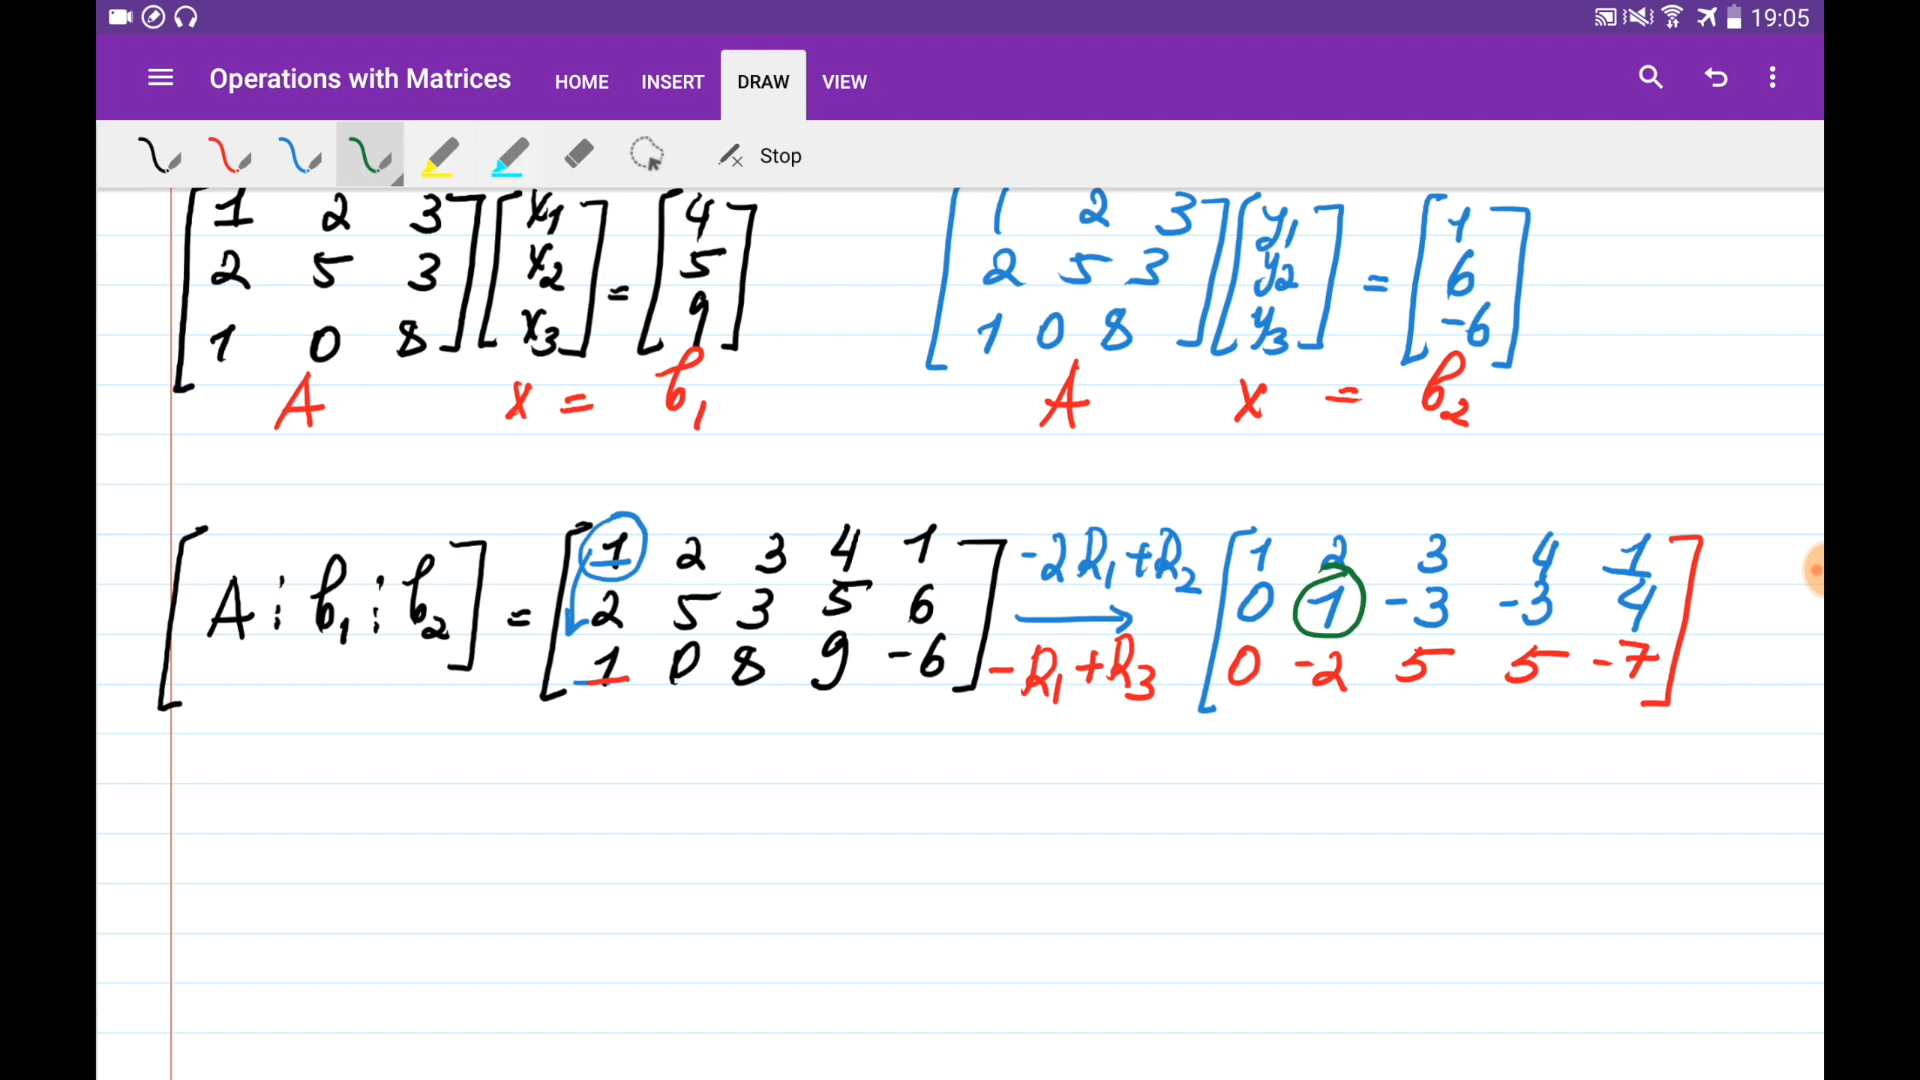 19:05
Operations with Matrices HOME INSERT DRAW VIEW
Stop
1 2 3 x₁ 4
2 5 3 x₂ = 5
1 0 8 x₃ 9
A x = b₁
1 2 3 y₁ 1
2 5 3 y₂ = 6
1 0 8 y₃ -6
A x = b₂
[A ⋮ b₁ ⋮ b₂] =
1 2 3 4 1
2 5 3 5 6
1 0 8 9 -6
-2R₁+R₂
-R₁+R₃
1 2 3 4 1
0 1 -3 -3 4
0 -2 5 5 -7